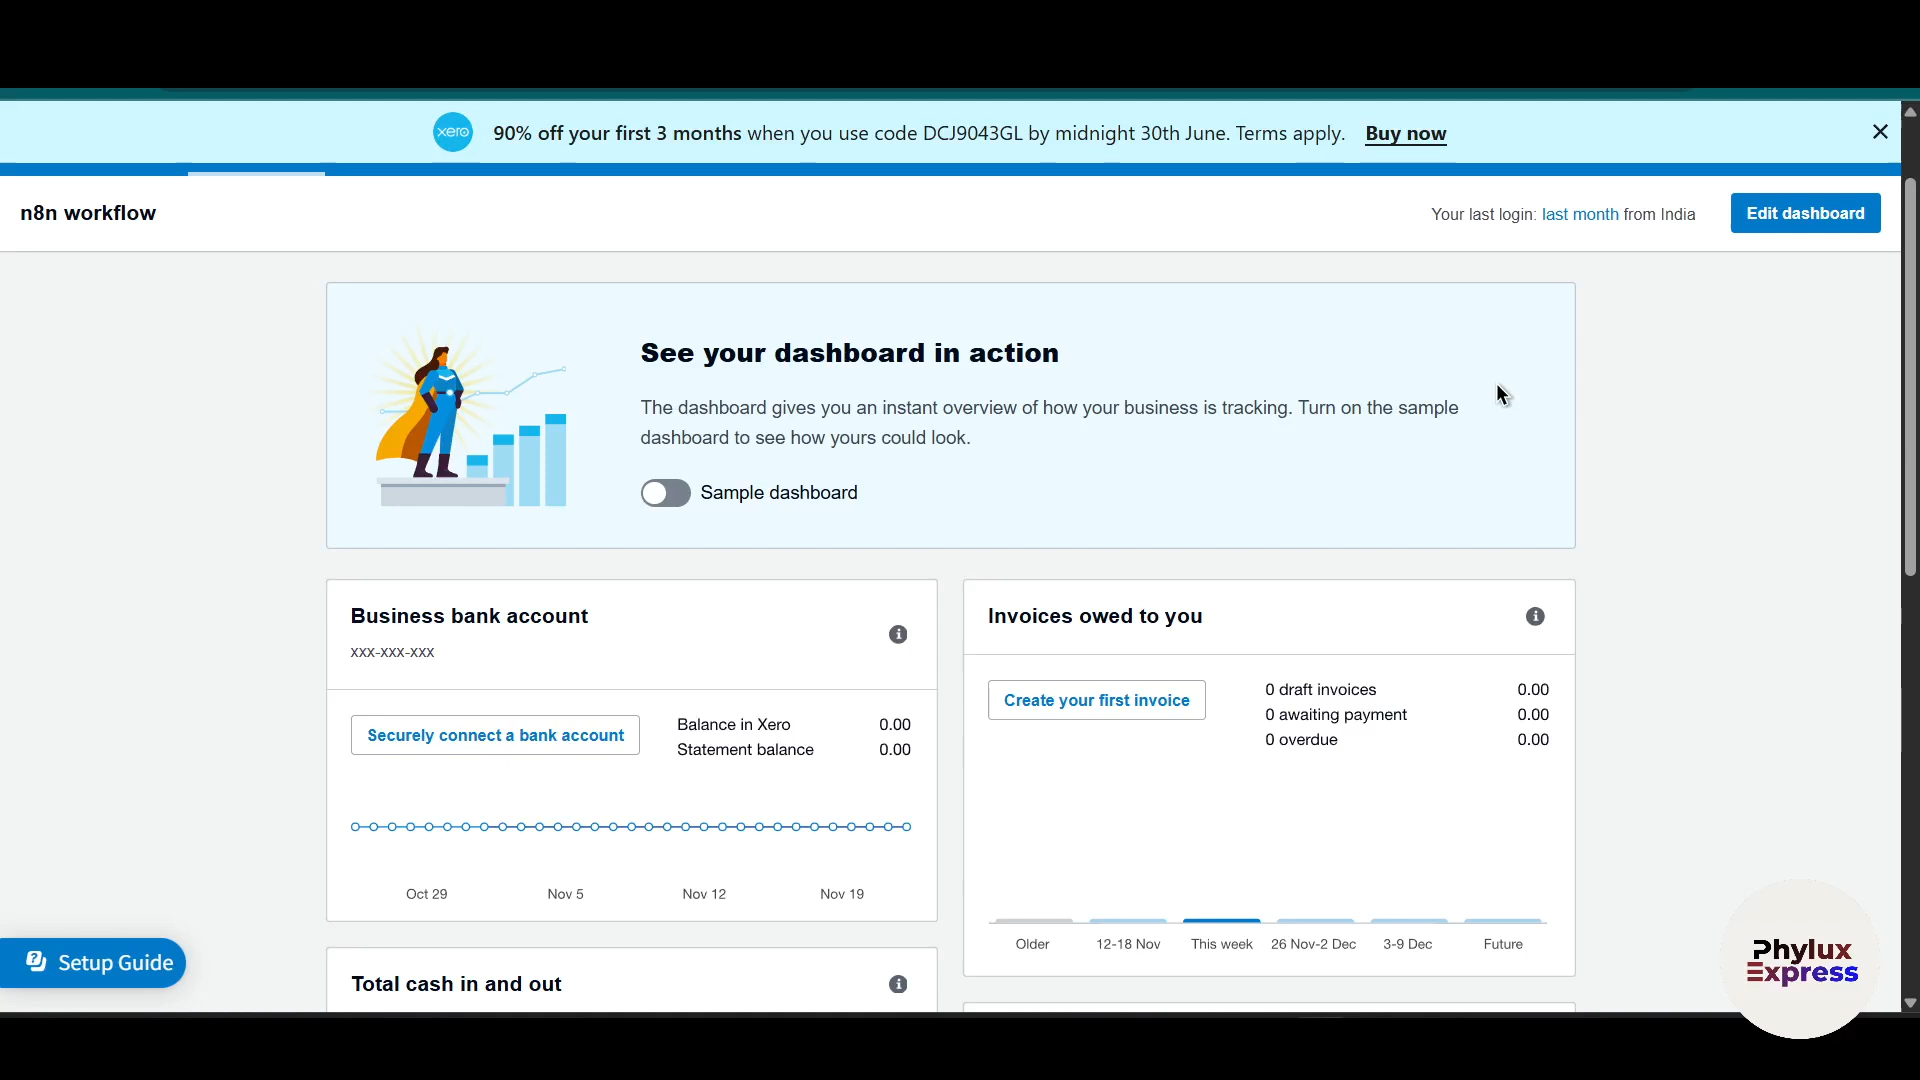 xero 90% off your first 3 months when you use code DCJ9043GL by midnight 30th June. Terms apply. Buy now
n8n workflow
Your last login: last month from India
Edit dashboard
See your dashboard in action
The dashboard gives you an instant overview of how your business is tracking. Turn on the sample
dashboard to see how yours could look.
Sample dashboard
Business bank account
xxx-xxx-xxx
Securely connect a bank account
Balance in Xero 0.00
Statement balance 0.00
Oct 29 Nov 5 Nov 12 Nov 19
Invoices owed to you
Create your first invoice
0 draft invoices 0.00
0 awaiting payment 0.00
0 overdue 0.00
Older 12-18 Nov This week 26 Nov-2 Dec 3-9 Dec Future
Total cash in and out
Setup Guide
Phylux
Express